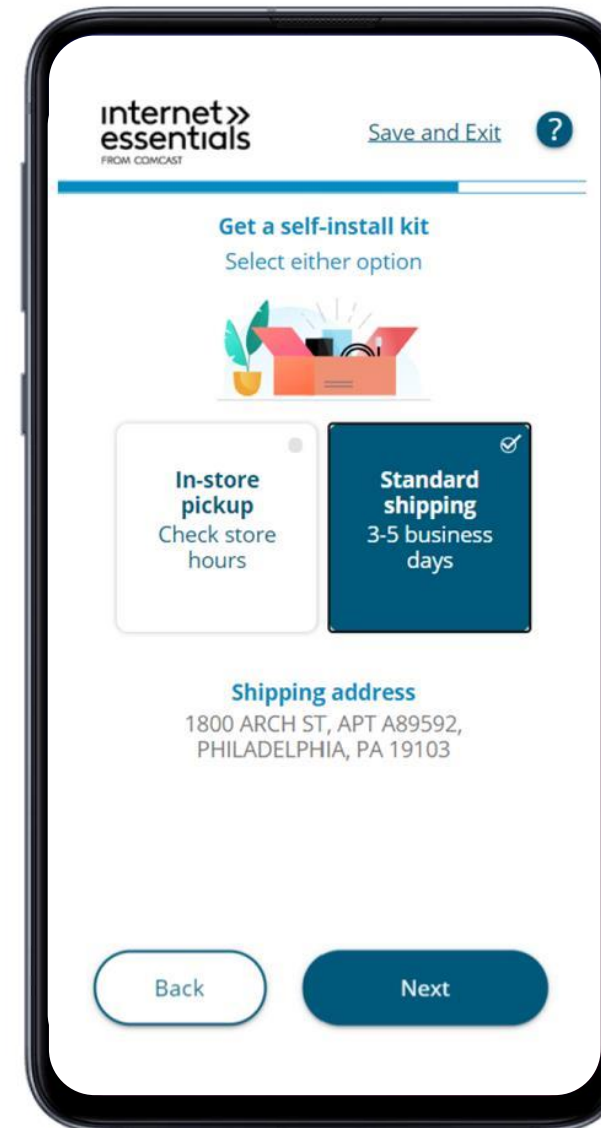 internet»
essentials
FROM COMCAST
Save and Exit
?
Get a self-install kit
Select either option
In-store
pickup
Check store
hours
Standard
shipping
3-5 business
days
Shipping address
1800 ARCH ST, APT A89592,
PHILADELPHIA, PA 19103
Back
Next